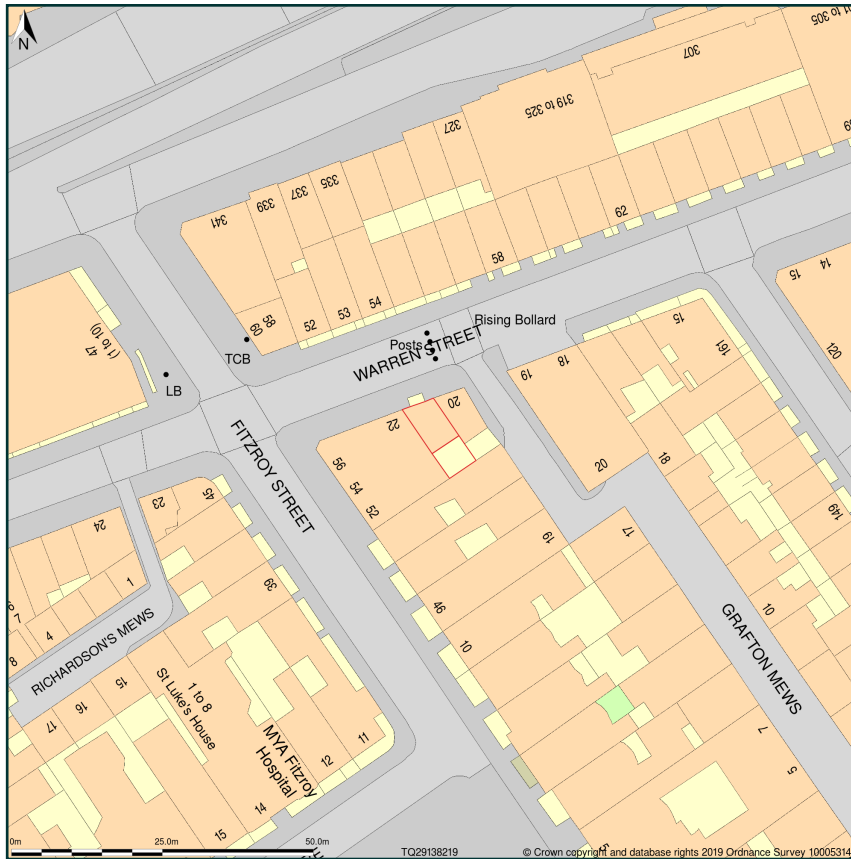 N
301 to 305
307
319 to 325
327
335
337
339
341
69
62
58
54
53
52
58
60
47
(1 to 10)
TCB
LB
Posts
Rising Bollard
WARREN STREET
FITZROY STREET
15
14
120
15
161
18
19
20
22
56
54
52
20
18
149
17
19
45
23
24
1
39
46
10
10
GRAFTON MEWS
7
4
8
RICHARDSON'S MEWS
15
16
17
St Luke's House
1 to 8
MYA Fitzroy
Hospital
11
12
14
15
7
5
0m
25.0m
50.0m
TQ29138219
© Crown copyright and database rights 2019 Ordnance Survey 10005314